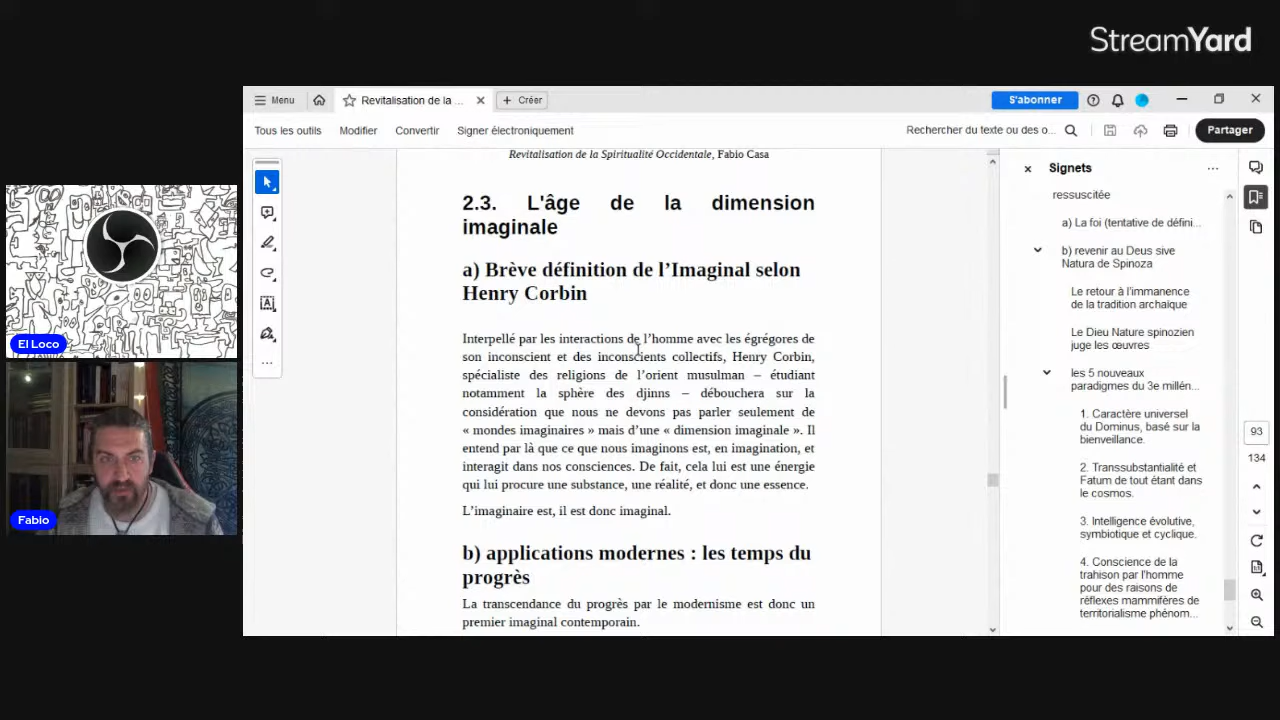 StreamYard
Menu
Revitalisation de la ...
Créer
S'abonner
Tous les outils
Modifier
Convertir
Signer électroniquement
Rechercher du texte ou des o...
Partager
Revitalisation de la Spiritualité Occidentale, Fabio Casa
2.3. L'âge de la dimension
imaginale
a) Brève définition de l’Imaginal selon
Henry Corbin
Interpellé par les interactions de l’homme avec les égrégores de
son inconscient et des inconscients collectifs, Henry Corbin,
spécialiste des religions de l’orient musulman – étudiant
notamment la sphère des djinns – débouchera sur la
considération que nous ne devons pas parler seulement de
« mondes imaginaires » mais d’une « dimension imaginale ». Il
entend par là que ce que nous imaginons est, en imagination, et
interagit dans nos consciences. De fait, cela lui est une énergie
qui lui procure une substance, une réalité, et donc une essence.
L’imaginaire est, il est donc imaginal.
b) applications modernes : les temps du
progrès
La transcendance du progrès par le modernisme est donc un
premier imaginal contemporain.
Signets
ressuscitée
a) La foi (tentative de défini...
b) revenir au Deus sive
Natura de Spinoza
Le retour à l'immanence
de la tradition archaïque
Le Dieu Nature spinozien
juge les œuvres
les 5 nouveaux
paradigmes du 3e millén...
1. Caractère universel
du Dominus, basé sur la
bienveillance.
2. Transsubstantialité et
Fatum de tout étant dans
le cosmos.
3. Intelligence évolutive,
symbiotique et cyclique.
4. Conscience de la
trahison par l'homme
pour des raisons de
réflexes mammifères de
territorialisme phénom...
93
134
El Loco
Fabio